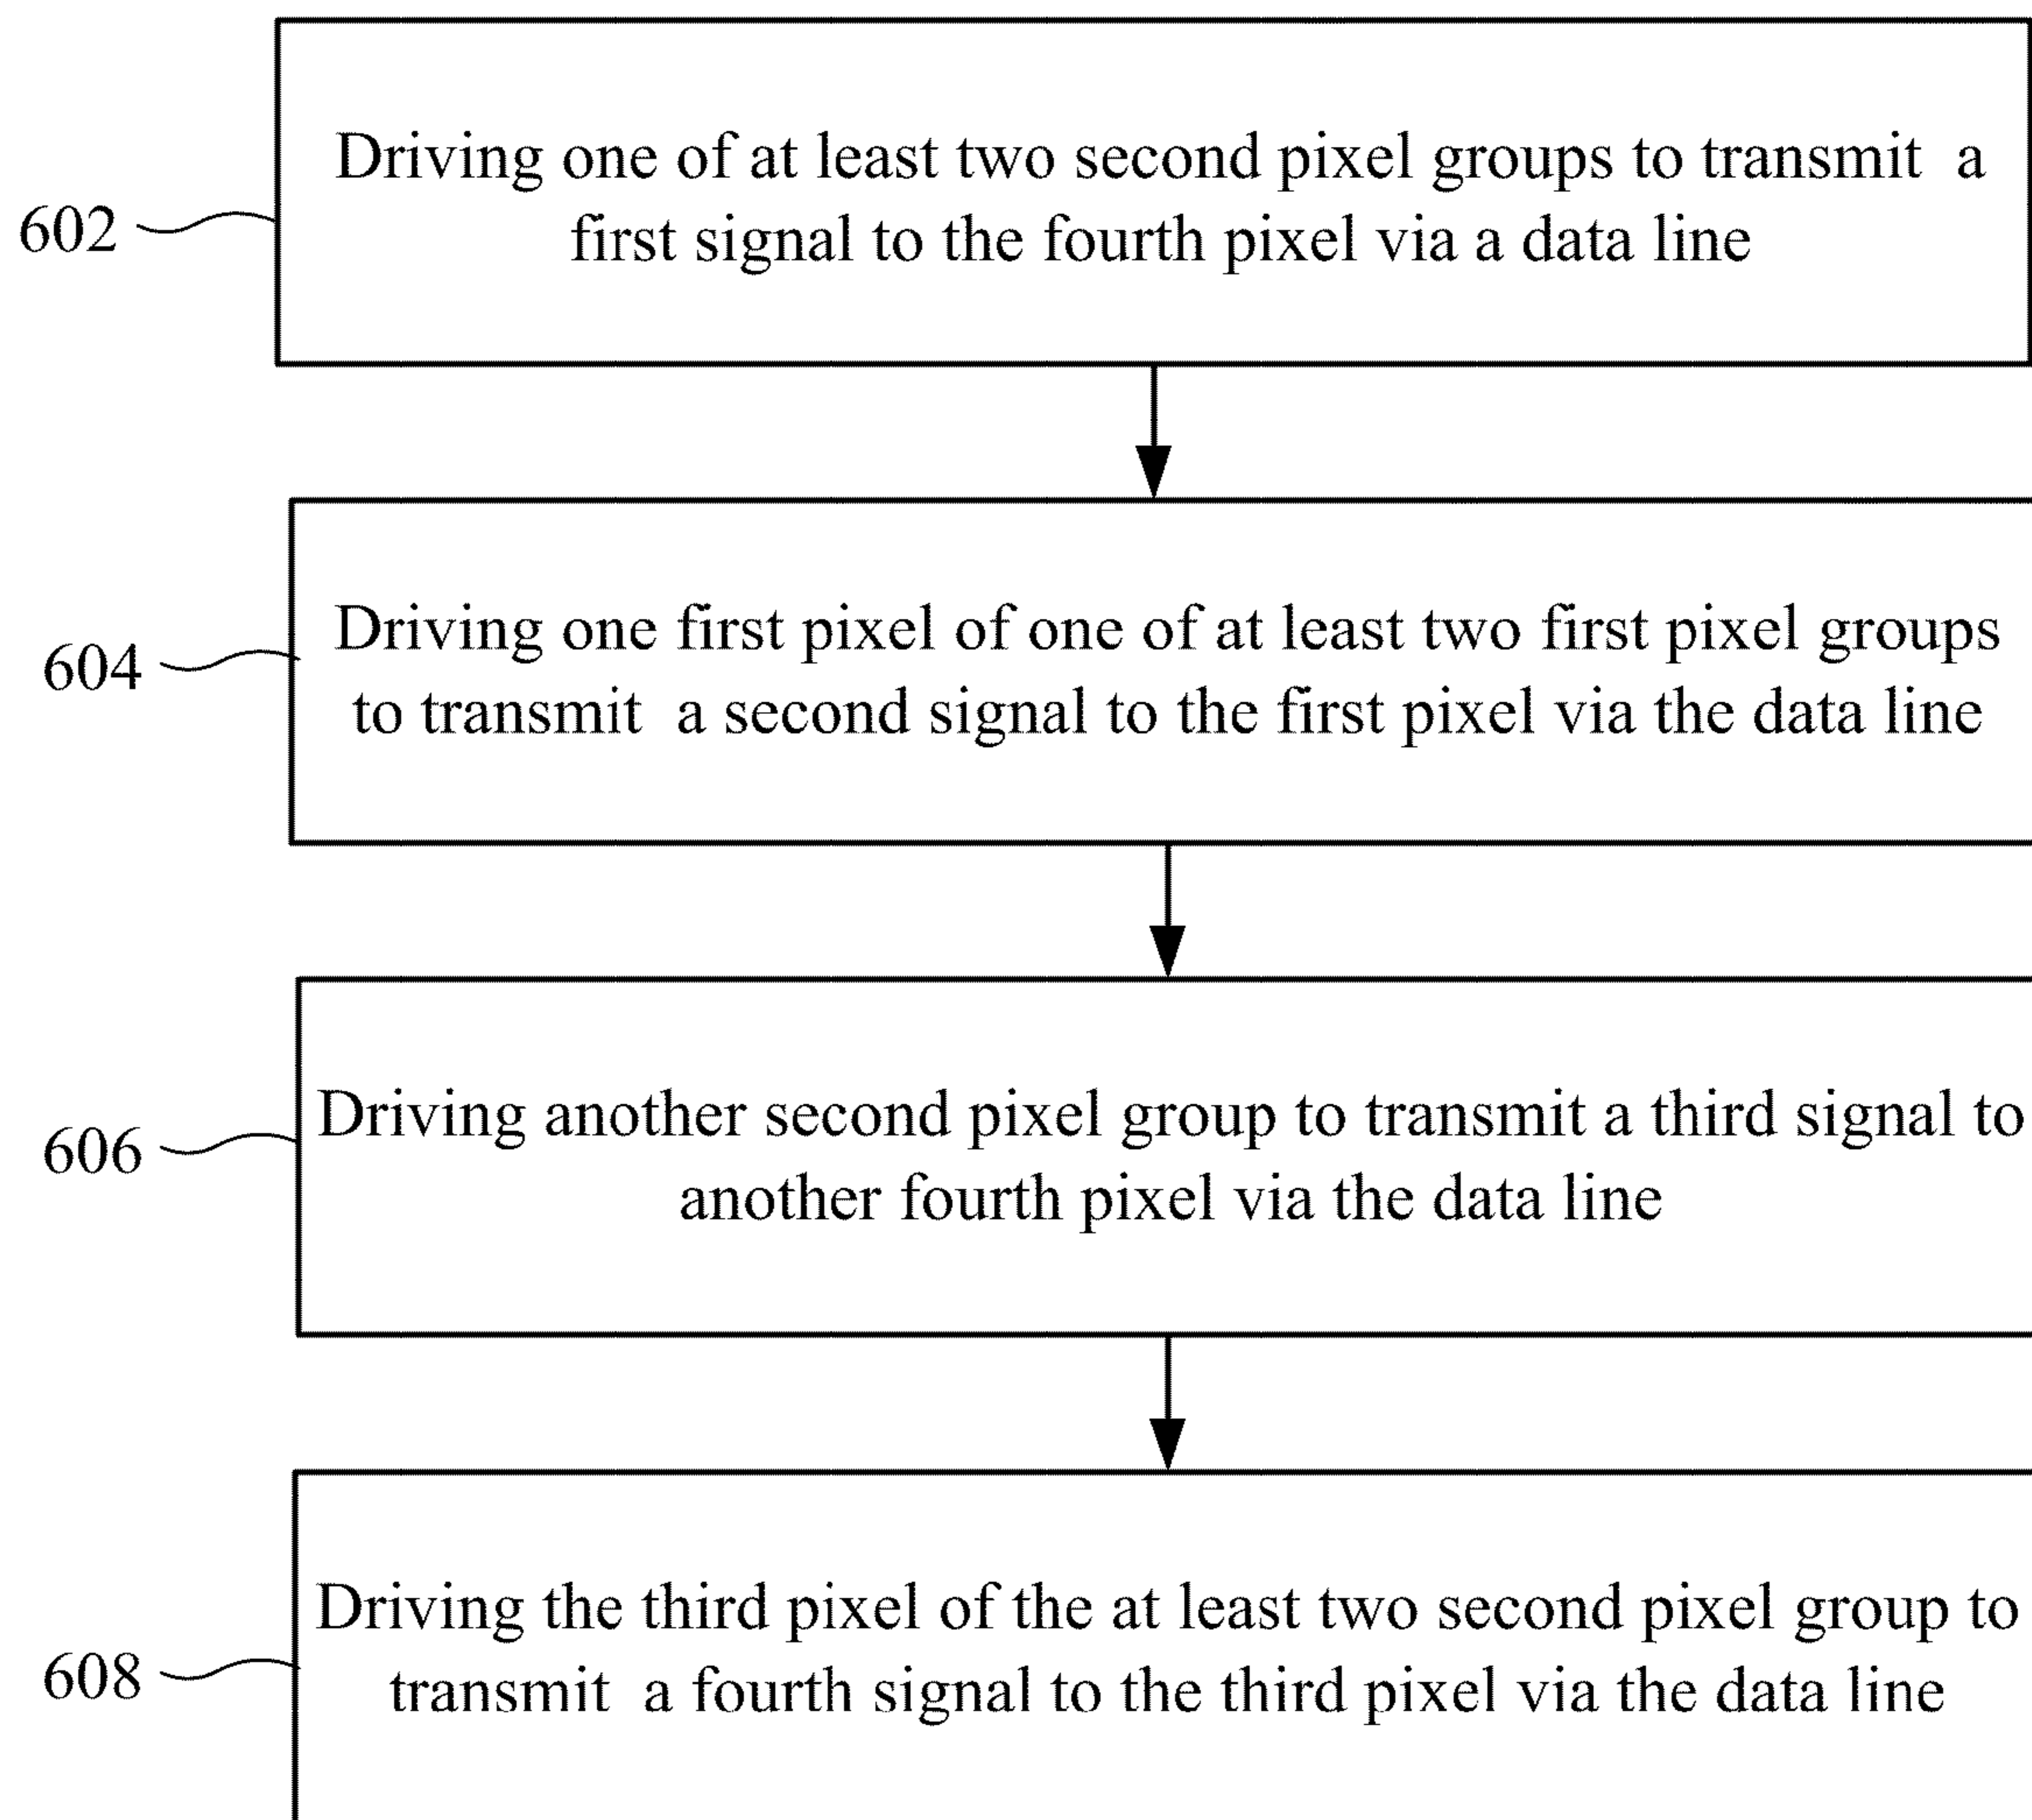 Driving one of at least two second pixel groups to transmit a
602
first signal to the fourth pixel via a data line
Driving one first pixel of one of at least two first pixel groups
604
to transmit a second signal to the first pixel via the data line
Driving another second pixel group to transmit a third signal to
606
another fourth pixel via the data line
Driving the third pixel of the at least two second pixel group to
608
transmit a fourth signal to the third pixel via the data line